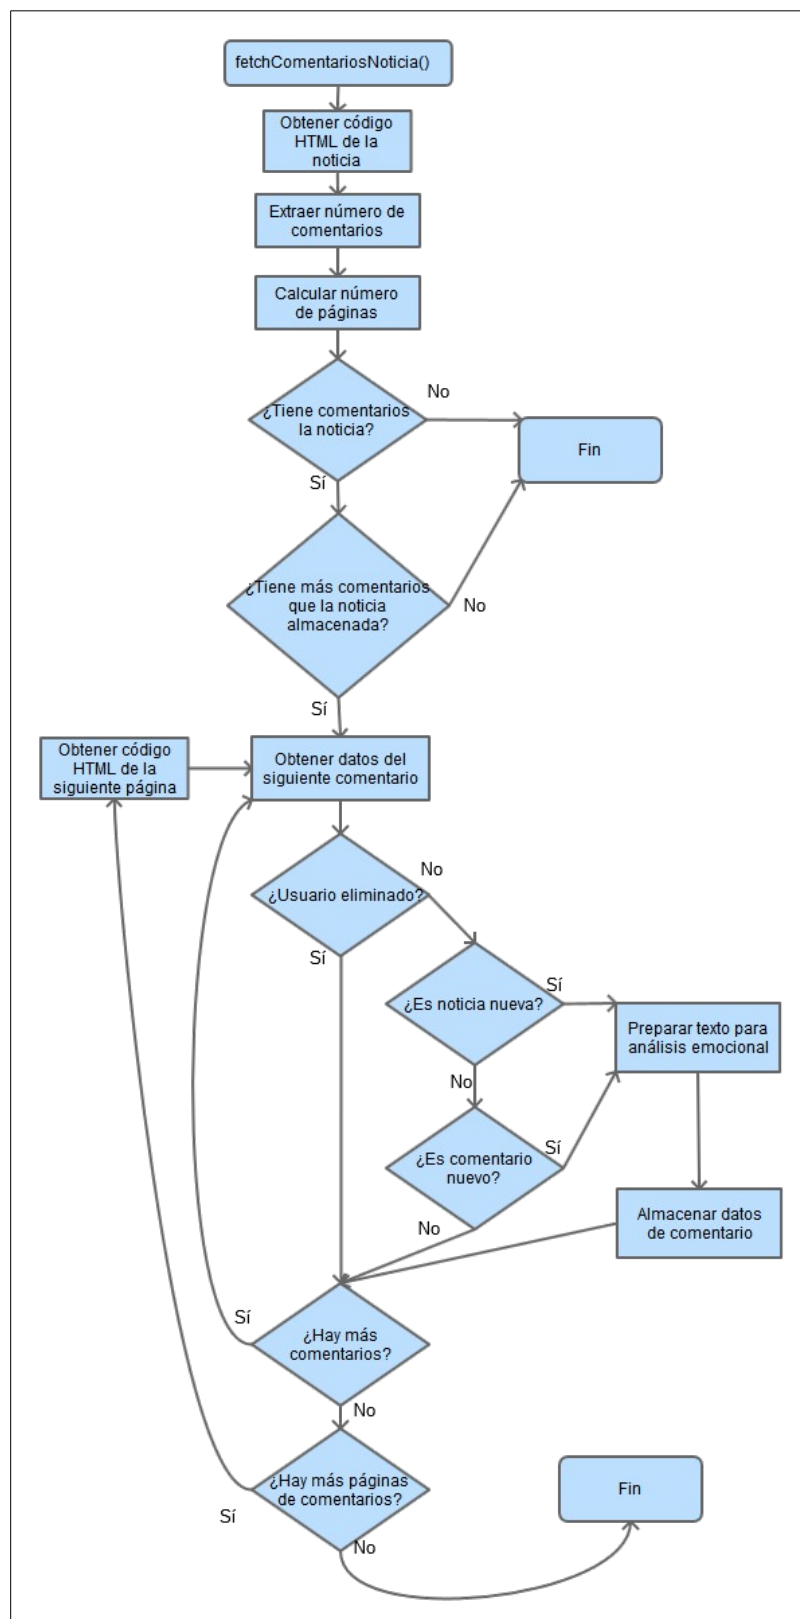 fetchComentariosNoticia()
Obtener código
HTML de la
noticia
Extraer número de
comentarios
Calcular número
de páginas
¿Tiene comentarios
la noticia?
No
Fin
Sí
¿Tiene más comentarios
que la noticia
almacenada?
No
Sí
Obtener código
HTML de la
siguiente página
Obtener datos del
siguiente comentario
¿Usuario eliminado?
No
Sí
¿Es noticia nueva?
Sí
Preparar texto para
análisis emocional
No
¿Es comentario
nuevo?
Sí
No
Almacenar datos
de comentario
¿Hay más
comentarios?
Sí
No
¿Hay más páginas
de comentarios?
Sí
No
Fin